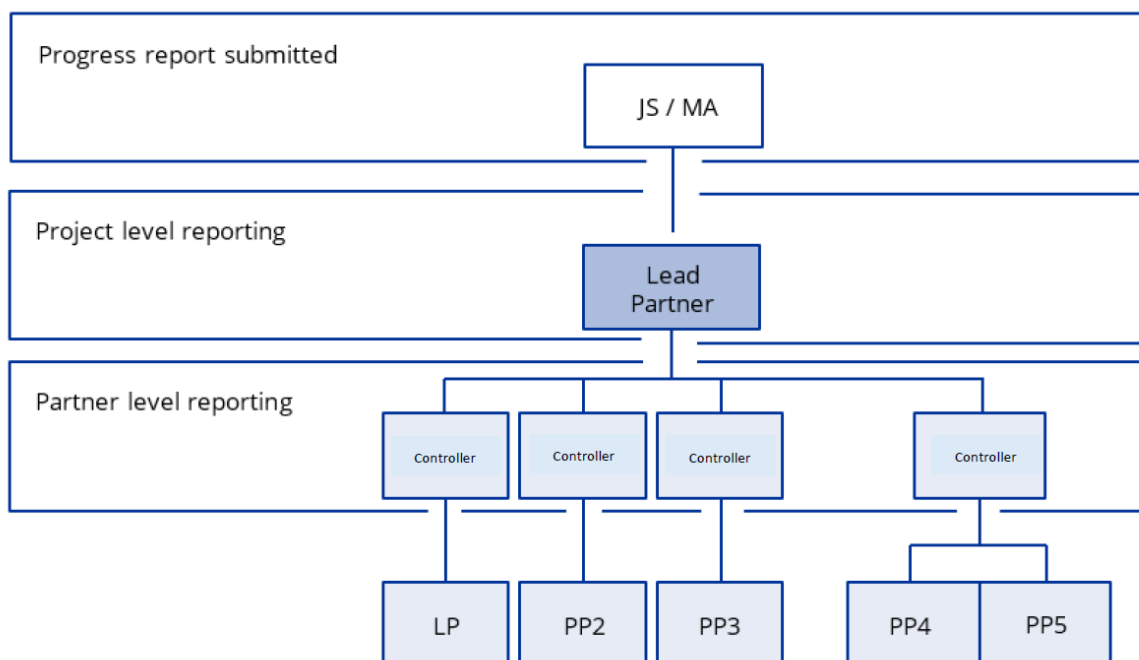 Progress report submitted
JS / MA
Project level reporting
Lead
Partner
Partner level reporting
Controller
Controller
Controller
Controller
LP
PP2
PP3
PP4
PP5